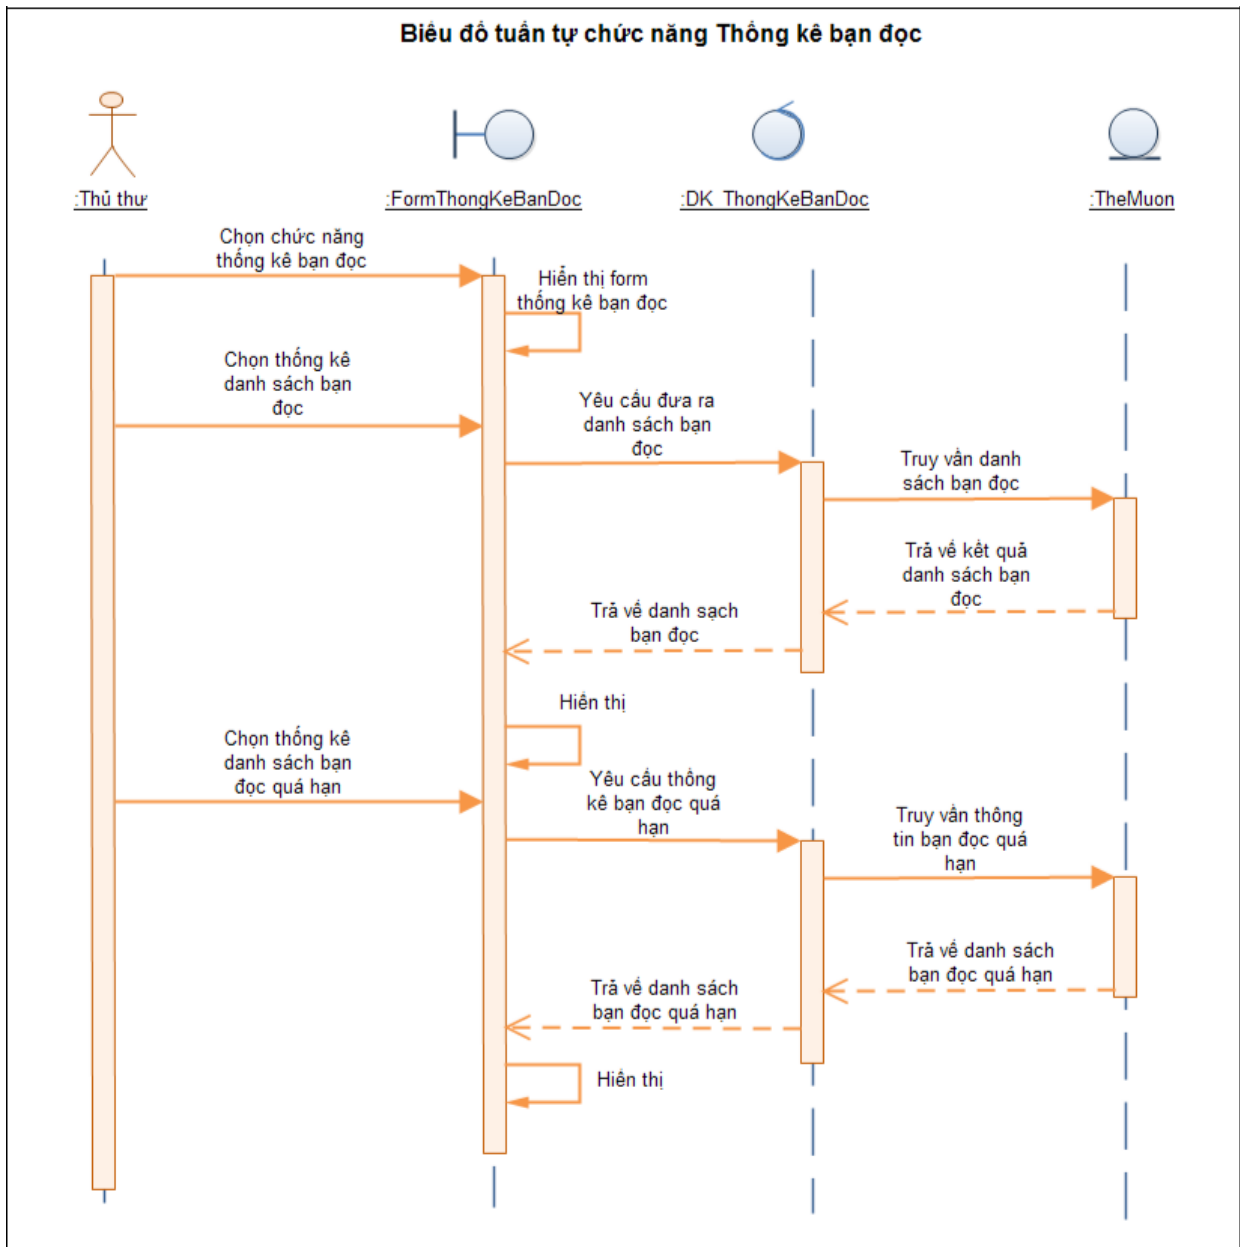 Biểu đồ tuần tự chức năng Thống kê bạn đọc
:Thủ thư
:FormThongKeBanDoc
:DK_ThongKeBanDoc
:TheMuon
Chọn chức năng
thống kê bạn đọc
Hiển thị form
thống kê bạn đọc
Chọn thống kê
danh sách bạn
đọc
Yêu cầu đưa ra
danh sách bạn
đọc
Truy vấn danh
sách bạn đọc
Trả về kết quả
danh sách bạn
đọc
Trả về danh sạch
bạn đọc
Hiển thị
Chọn thống kê
danh sách bạn
đọc quá hạn
Yêu cầu thống
kê bạn đọc quá
hạn
Truy vấn thông
tin bạn đọc quá
hạn
Trả về danh sách
bạn đọc quá hạn
Trả về danh sách
bạn đọc quá hạn
Hiển thị